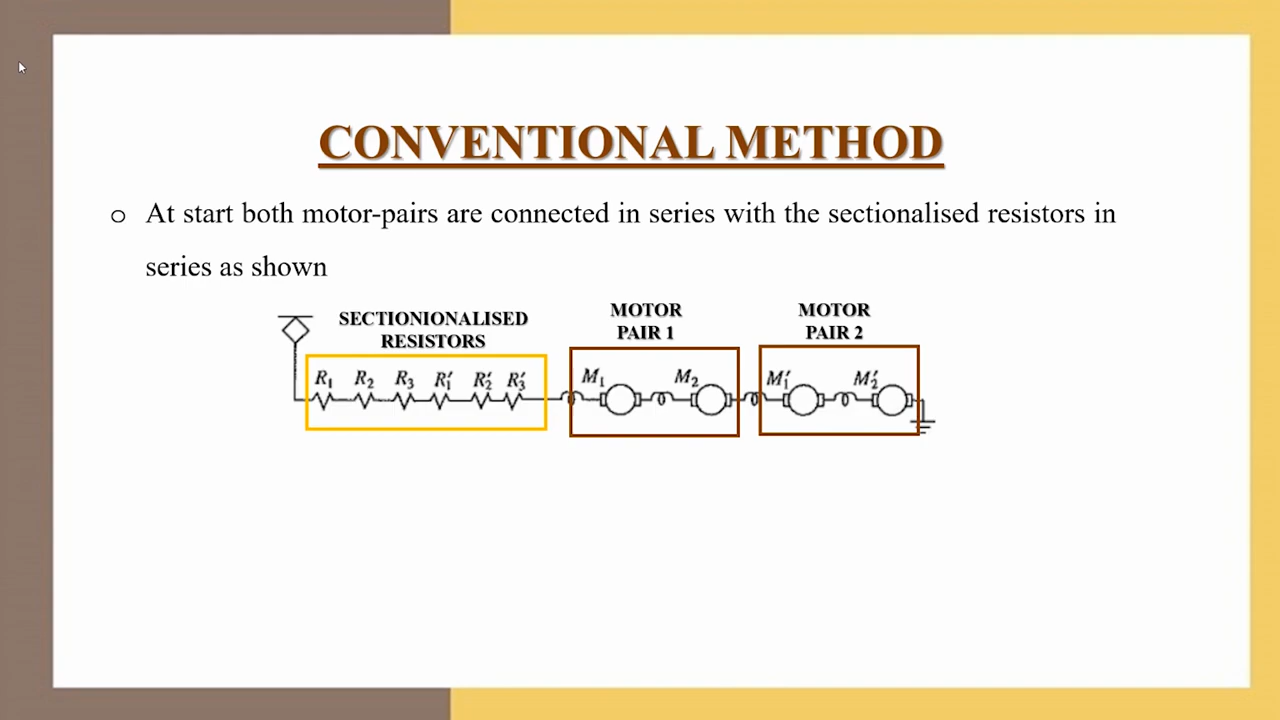 CONVENTIONAL METHOD
o At start both motor-pairs are connected in series with the sectionalised resistors in
series as shown
SECTIONIONALISED
RESISTORS
MOTOR
PAIR 1
MOTOR
PAIR 2
R₁ R₂ R₃ R₁′ R₂′ R₃′ M₁ M₂ M₁′ M₂′